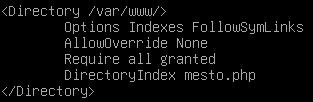 <Directory /var/www/>
        Options Indexes FollowSymLinks
        AllowOverride None
        Require all granted
        DirectoryIndex mesto.php
</Directory>